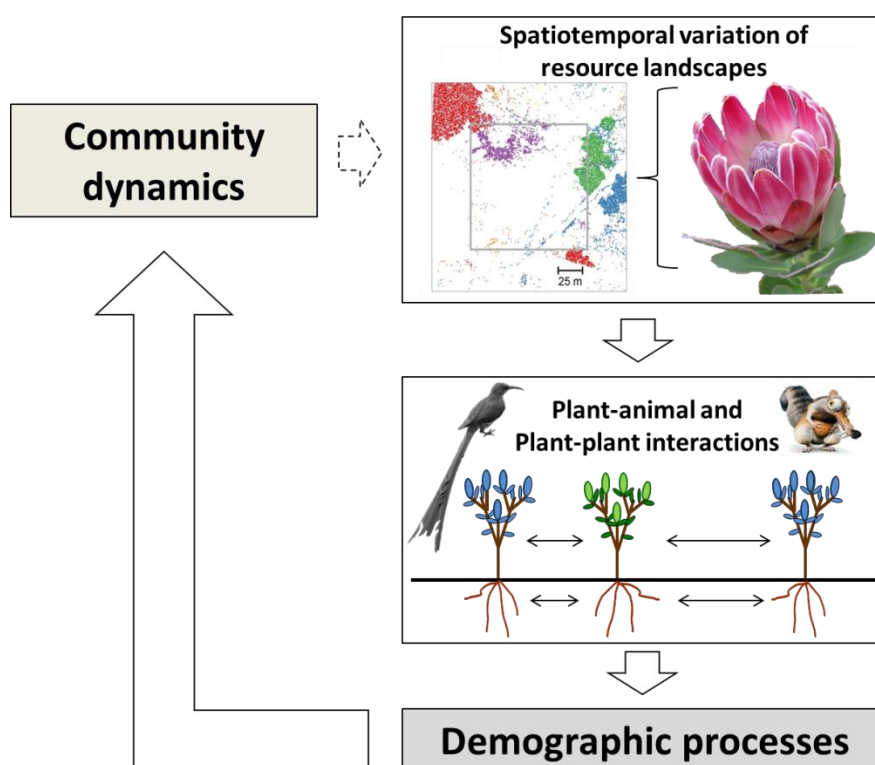 Spatiotemporal variation of
resource landscapes
Community
dynamics
25 m
Plant-animal and
Plant-plant interactions
Demographic processes